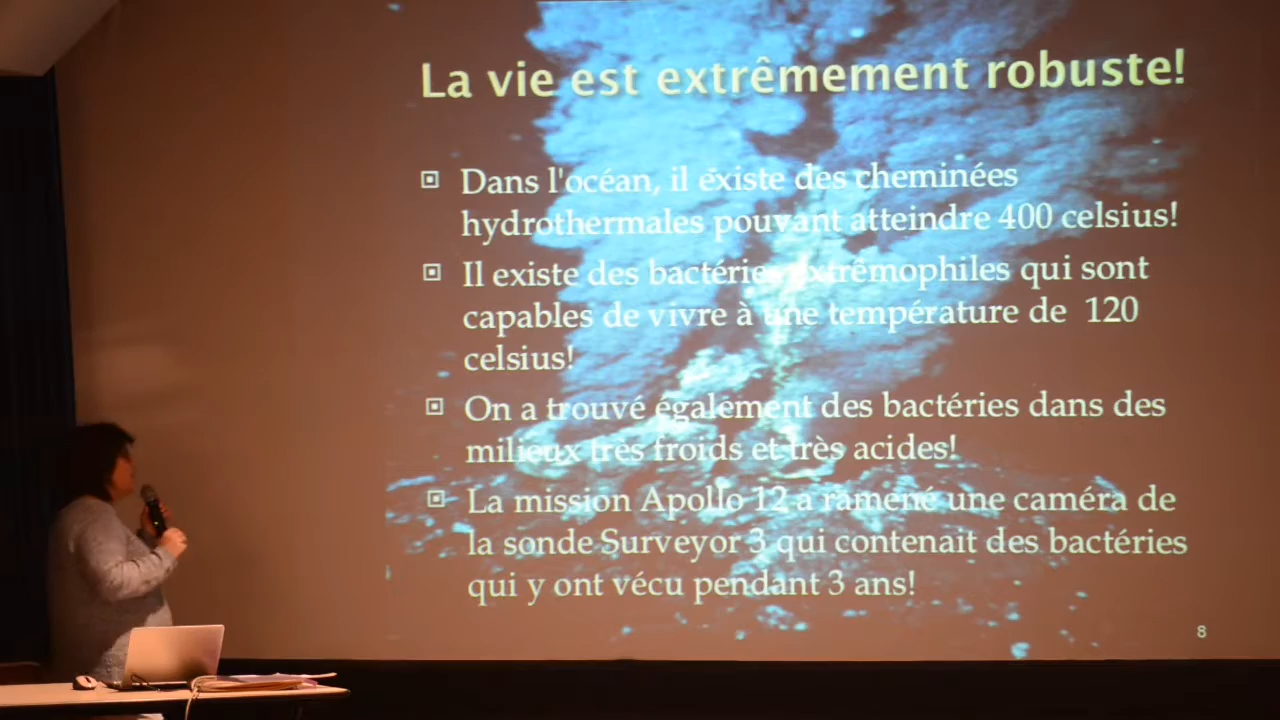 La vie est extrêmement robuste!
Dans l'océan, il existe des cheminées
hydrothermales pouvant atteindre 400 celsius!
Il existe des bactéries extrêmophiles qui sont
capables de vivre à une température de 120
celsius!
On a trouvé également des bactéries dans des
milieux très froids et très acides!
La mission Apollo 12 a ramené une caméra de
la sonde Surveyor 3 qui contenait des bactéries
qui y ont vécu pendant 3 ans!
8